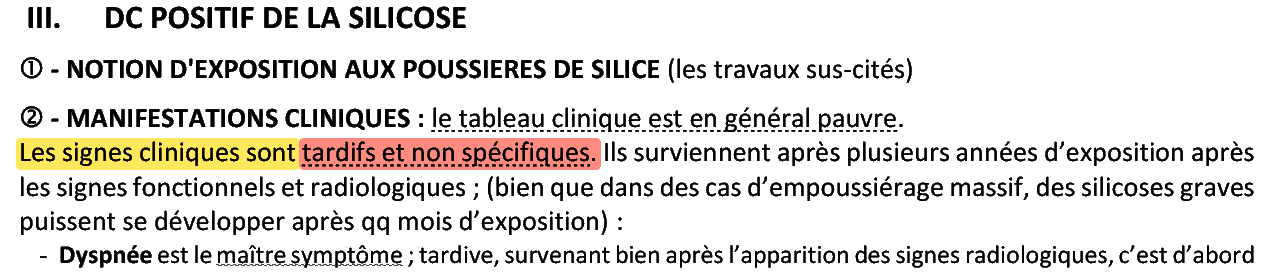 III. DC POSITIF DE LA SILICOSE
① - NOTION D'EXPOSITION AUX POUSSIERES DE SILICE (les travaux sus-cités)
② - MANIFESTATIONS CLINIQUES : le tableau clinique est en général pauvre.
Les signes cliniques sont tardifs et non spécifiques. Ils surviennent après plusieurs années d’exposition après
les signes fonctionnels et radiologiques ; (bien que dans des cas d’empoussiérage massif, des silicoses graves
puissent se développer après qq mois d’exposition) :
- Dyspnée est le maître symptôme ; tardive, survenant bien après l’apparition des signes radiologiques, c’est d’abord